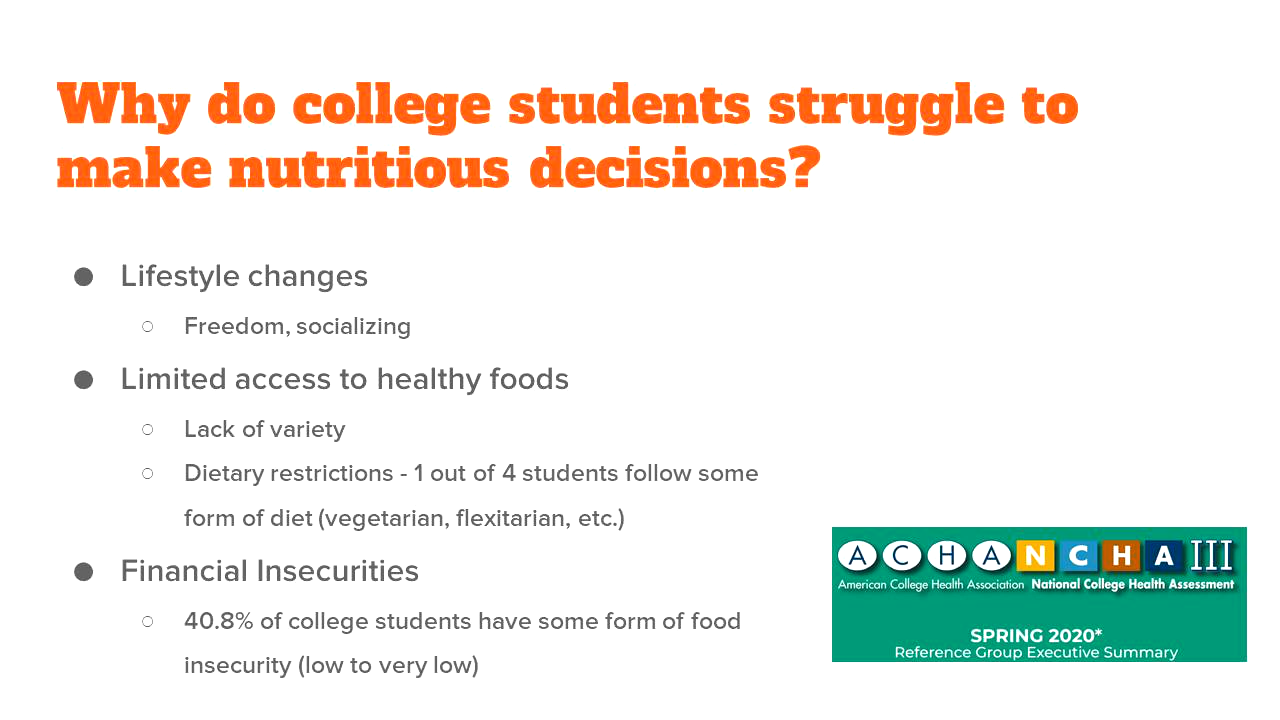 Why do college students struggle to
make nutritious decisions?
● Lifestyle changes
○ Freedom, socializing
● Limited access to healthy foods
○ Lack of variety
○ Dietary restrictions - 1 out of 4 students follow some
form of diet (vegetarian, flexitarian, etc.)
● Financial Insecurities
○ 40.8% of college students have some form of food
insecurity (low to very low)
ACHA NCHA III
American College Health Association National College Health Assessment
SPRING 2020*
Reference Group Executive Summary